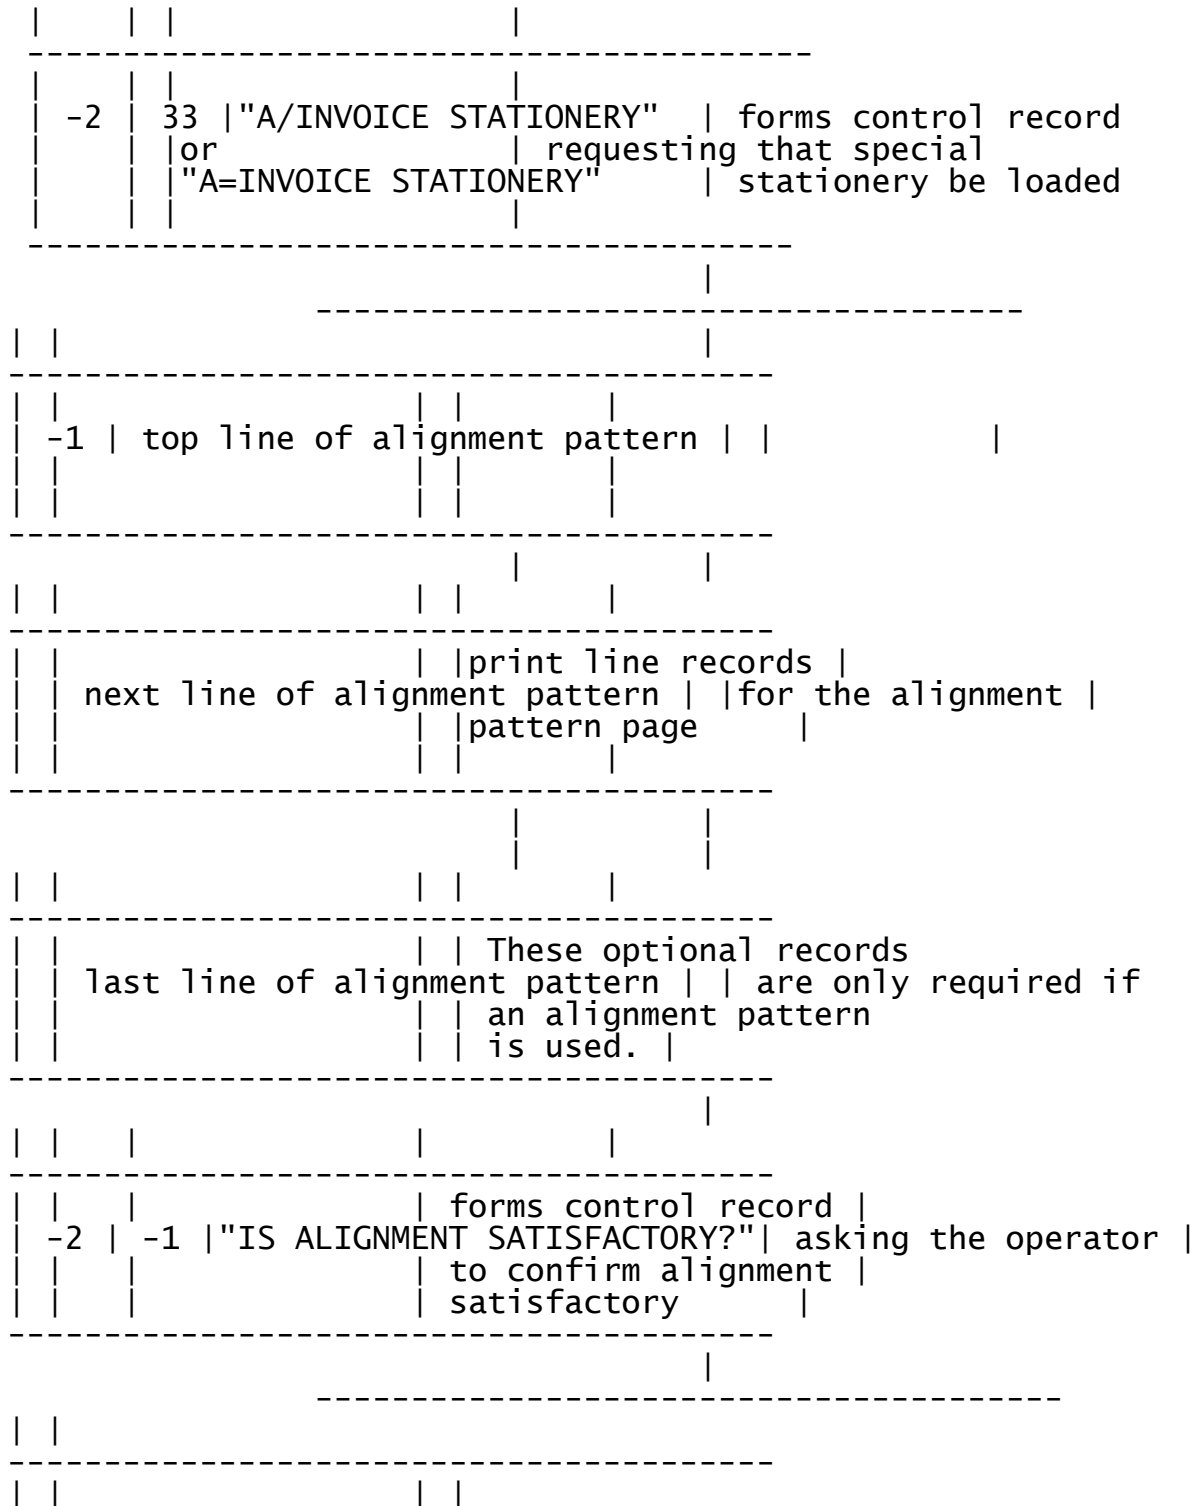 |    | |                 |
-----------------------------------------
|    | |                 |
| -2 | 33 |"A/INVOICE STATIONERY"  | forms control record
|    | |or               | requesting that special
|    | |"A=INVOICE STATIONERY"     | stationery be loaded
|    | |                 |
----------------------------------------
|
-------------------------------------
| |                                 |
----------------------------------------
| |                  | |       |
| -1 | top line of alignment pattern | |           |
| |                  | |       |
| |                  | |       |
----------------------------------------
|         |
| |                  | |       |
----------------------------------------
| |                  | |print line records |
| | next line of alignment pattern | |for the alignment |
| |                  | |pattern page     |
| |                  | |       |
----------------------------------------
|         |
|         |
| |                  | |       |
----------------------------------------
| |                  | | These optional records
| | last line of alignment pattern | | are only required if
| |                  | | an alignment pattern
| |                  | | is used. |
----------------------------------------
|
| |   |              |         |
----------------------------------------
| |   |              | forms control record |
| -2 | -1 |"IS ALIGNMENT SATISFACTORY?"| asking the operator |
| |   |              | to confirm alignment |
| |   |              | satisfactory      |
----------------------------------------
|
---------------------------------------
| |
----------------------------------------
| |                  | |